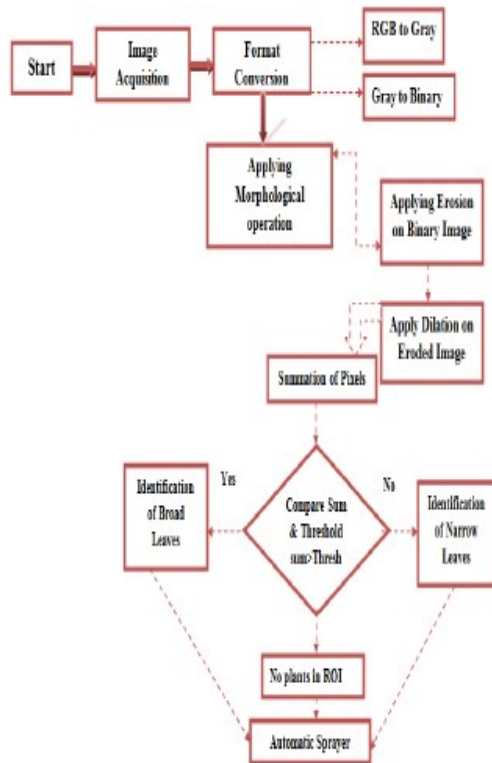 Start
Image
Acquisition
Format
Conversion
RGB to Gray
Gray to Binary
Applying
Morphological
operation
Applying Erosion
on Binary Image
Apply Dilation on
Eroded Image
Summation of Pixels
Yes
No
Identification
of Broad
Leaves
Compare Sum
& Threshold
sum>Thresh
Identification
of Narrow
Leaves
No plants in ROI
Automatic Sprayer